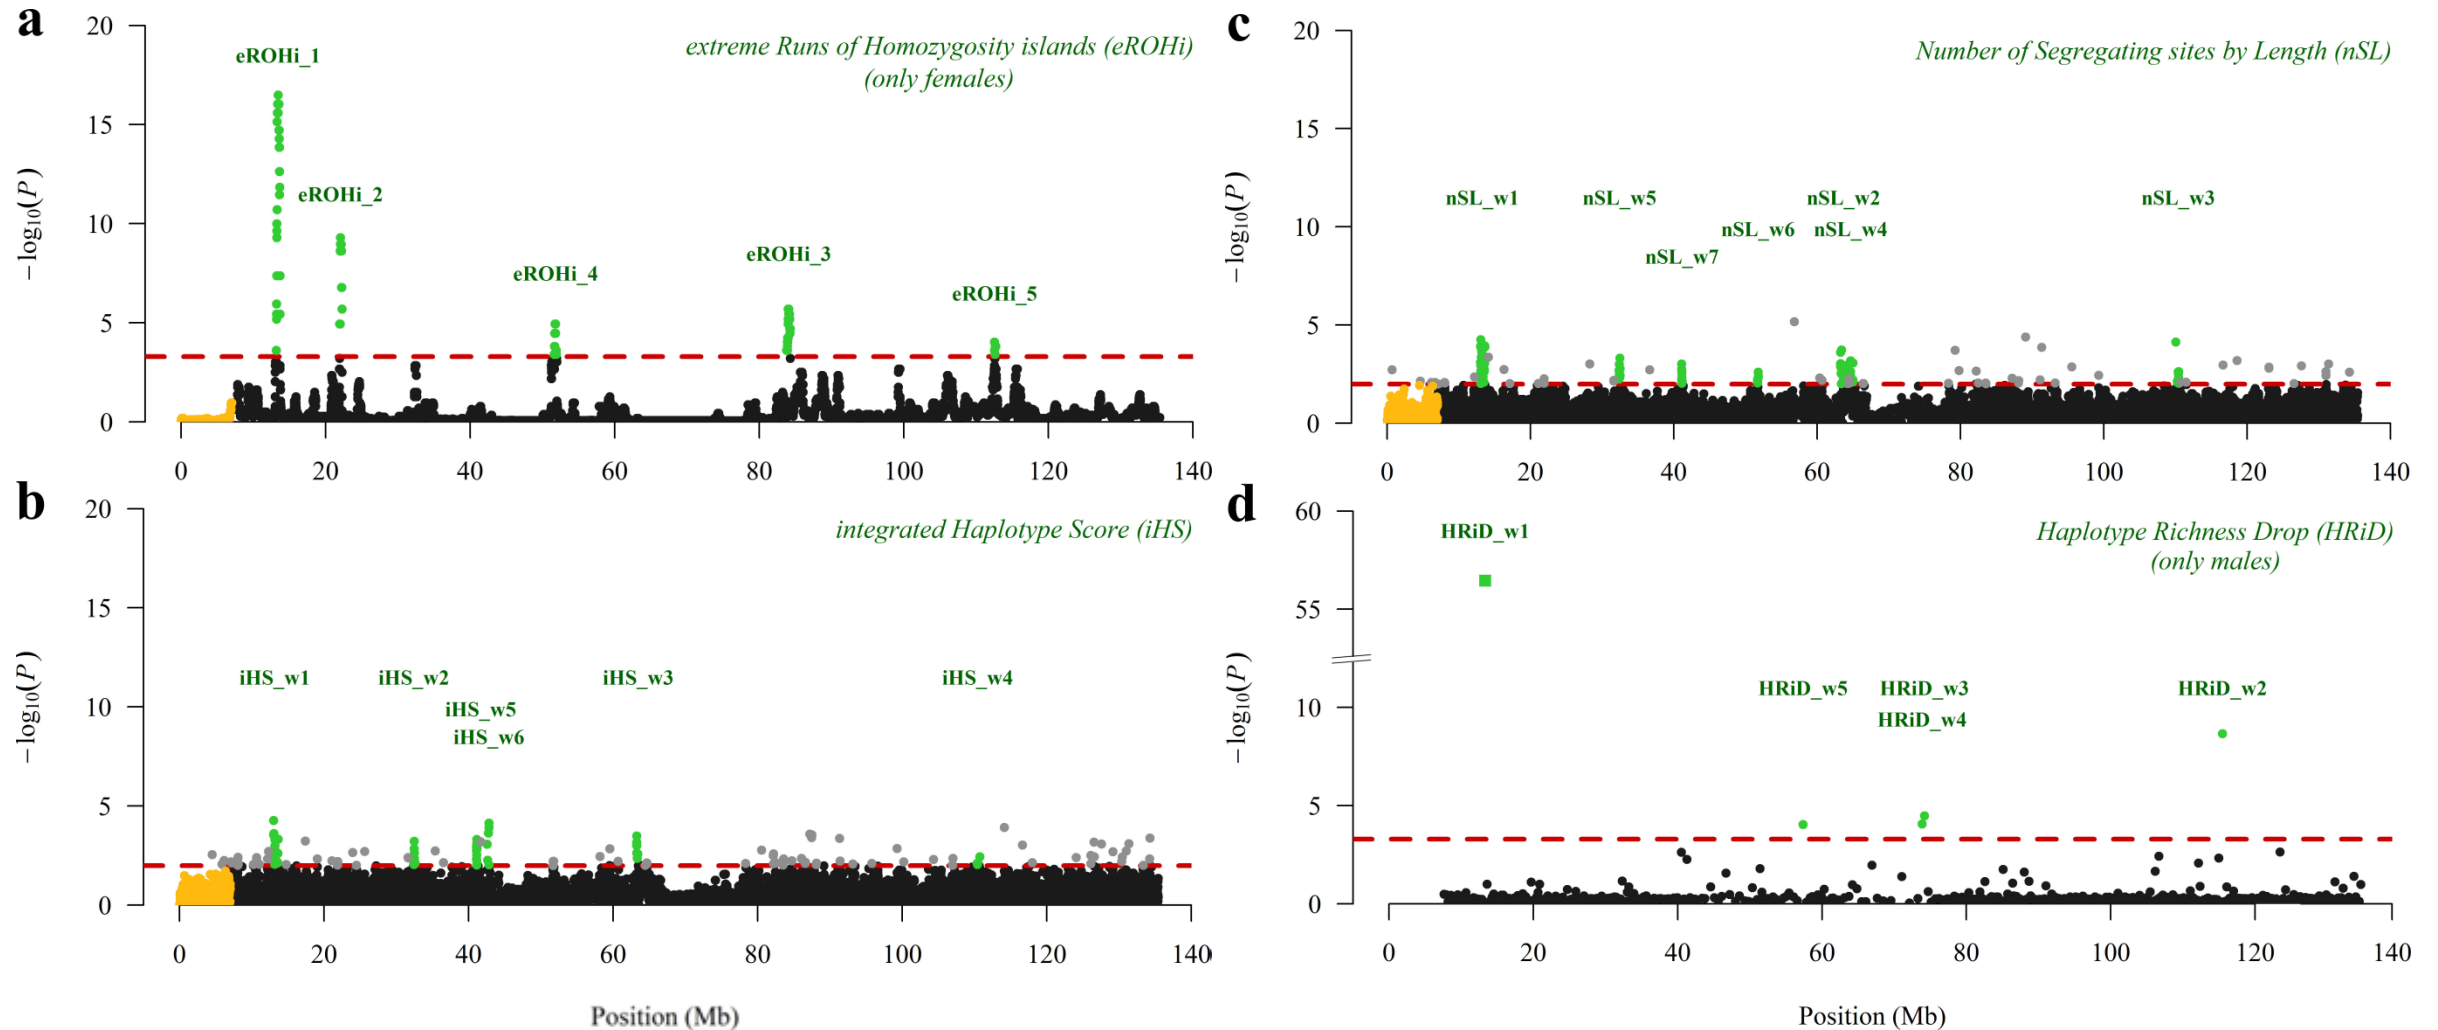 a
extreme Runs of Homozygosity islands (eROHi)
(only females)
−log10(P)
20
15
10
5
0
eROHi_1
eROHi_2
eROHi_4
eROHi_3
eROHi_5
0 20 40 60 80 100 120 140
b
integrated Haplotype Score (iHS)
−log10(P)
20
15
10
5
0
iHS_w1 iHS_w2 iHS_w3 iHS_w4
iHS_w5
iHS_w6
0 20 40 60 80 100 120 140
Position (Mb)
c
Number of Segregating sites by Length (nSL)
−log10(P)
20
15
10
5
0
nSL_w1 nSL_w5 nSL_w2 nSL_w3
nSL_w6 nSL_w4
nSL_w7
0 20 40 60 80 100 120 140
d
Haplotype Richness Drop (HRiD)
(only males)
−log10(P)
60
55
10
5
0
HRiD_w1
HRiD_w5 HRiD_w3 HRiD_w2
HRiD_w4
0 20 40 60 80 100 120 140
Position (Mb)